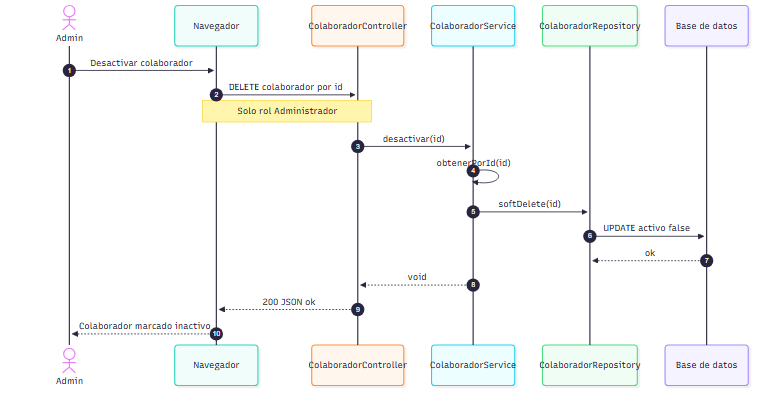 Admin
Navegador
ColaboradorController
ColaboradorService
ColaboradorRepository
Base de datos
1 Desactivar colaborador
2 DELETE colaborador por id
Solo rol Administrador
3 desactivar(id)
4 obtenerPorId(id)
5 softDelete(id)
6 UPDATE activo false
7 ok
8 void
9 200 JSON ok
10 Colaborador marcado inactivo
Admin
Navegador
ColaboradorController
ColaboradorService
ColaboradorRepository
Base de datos